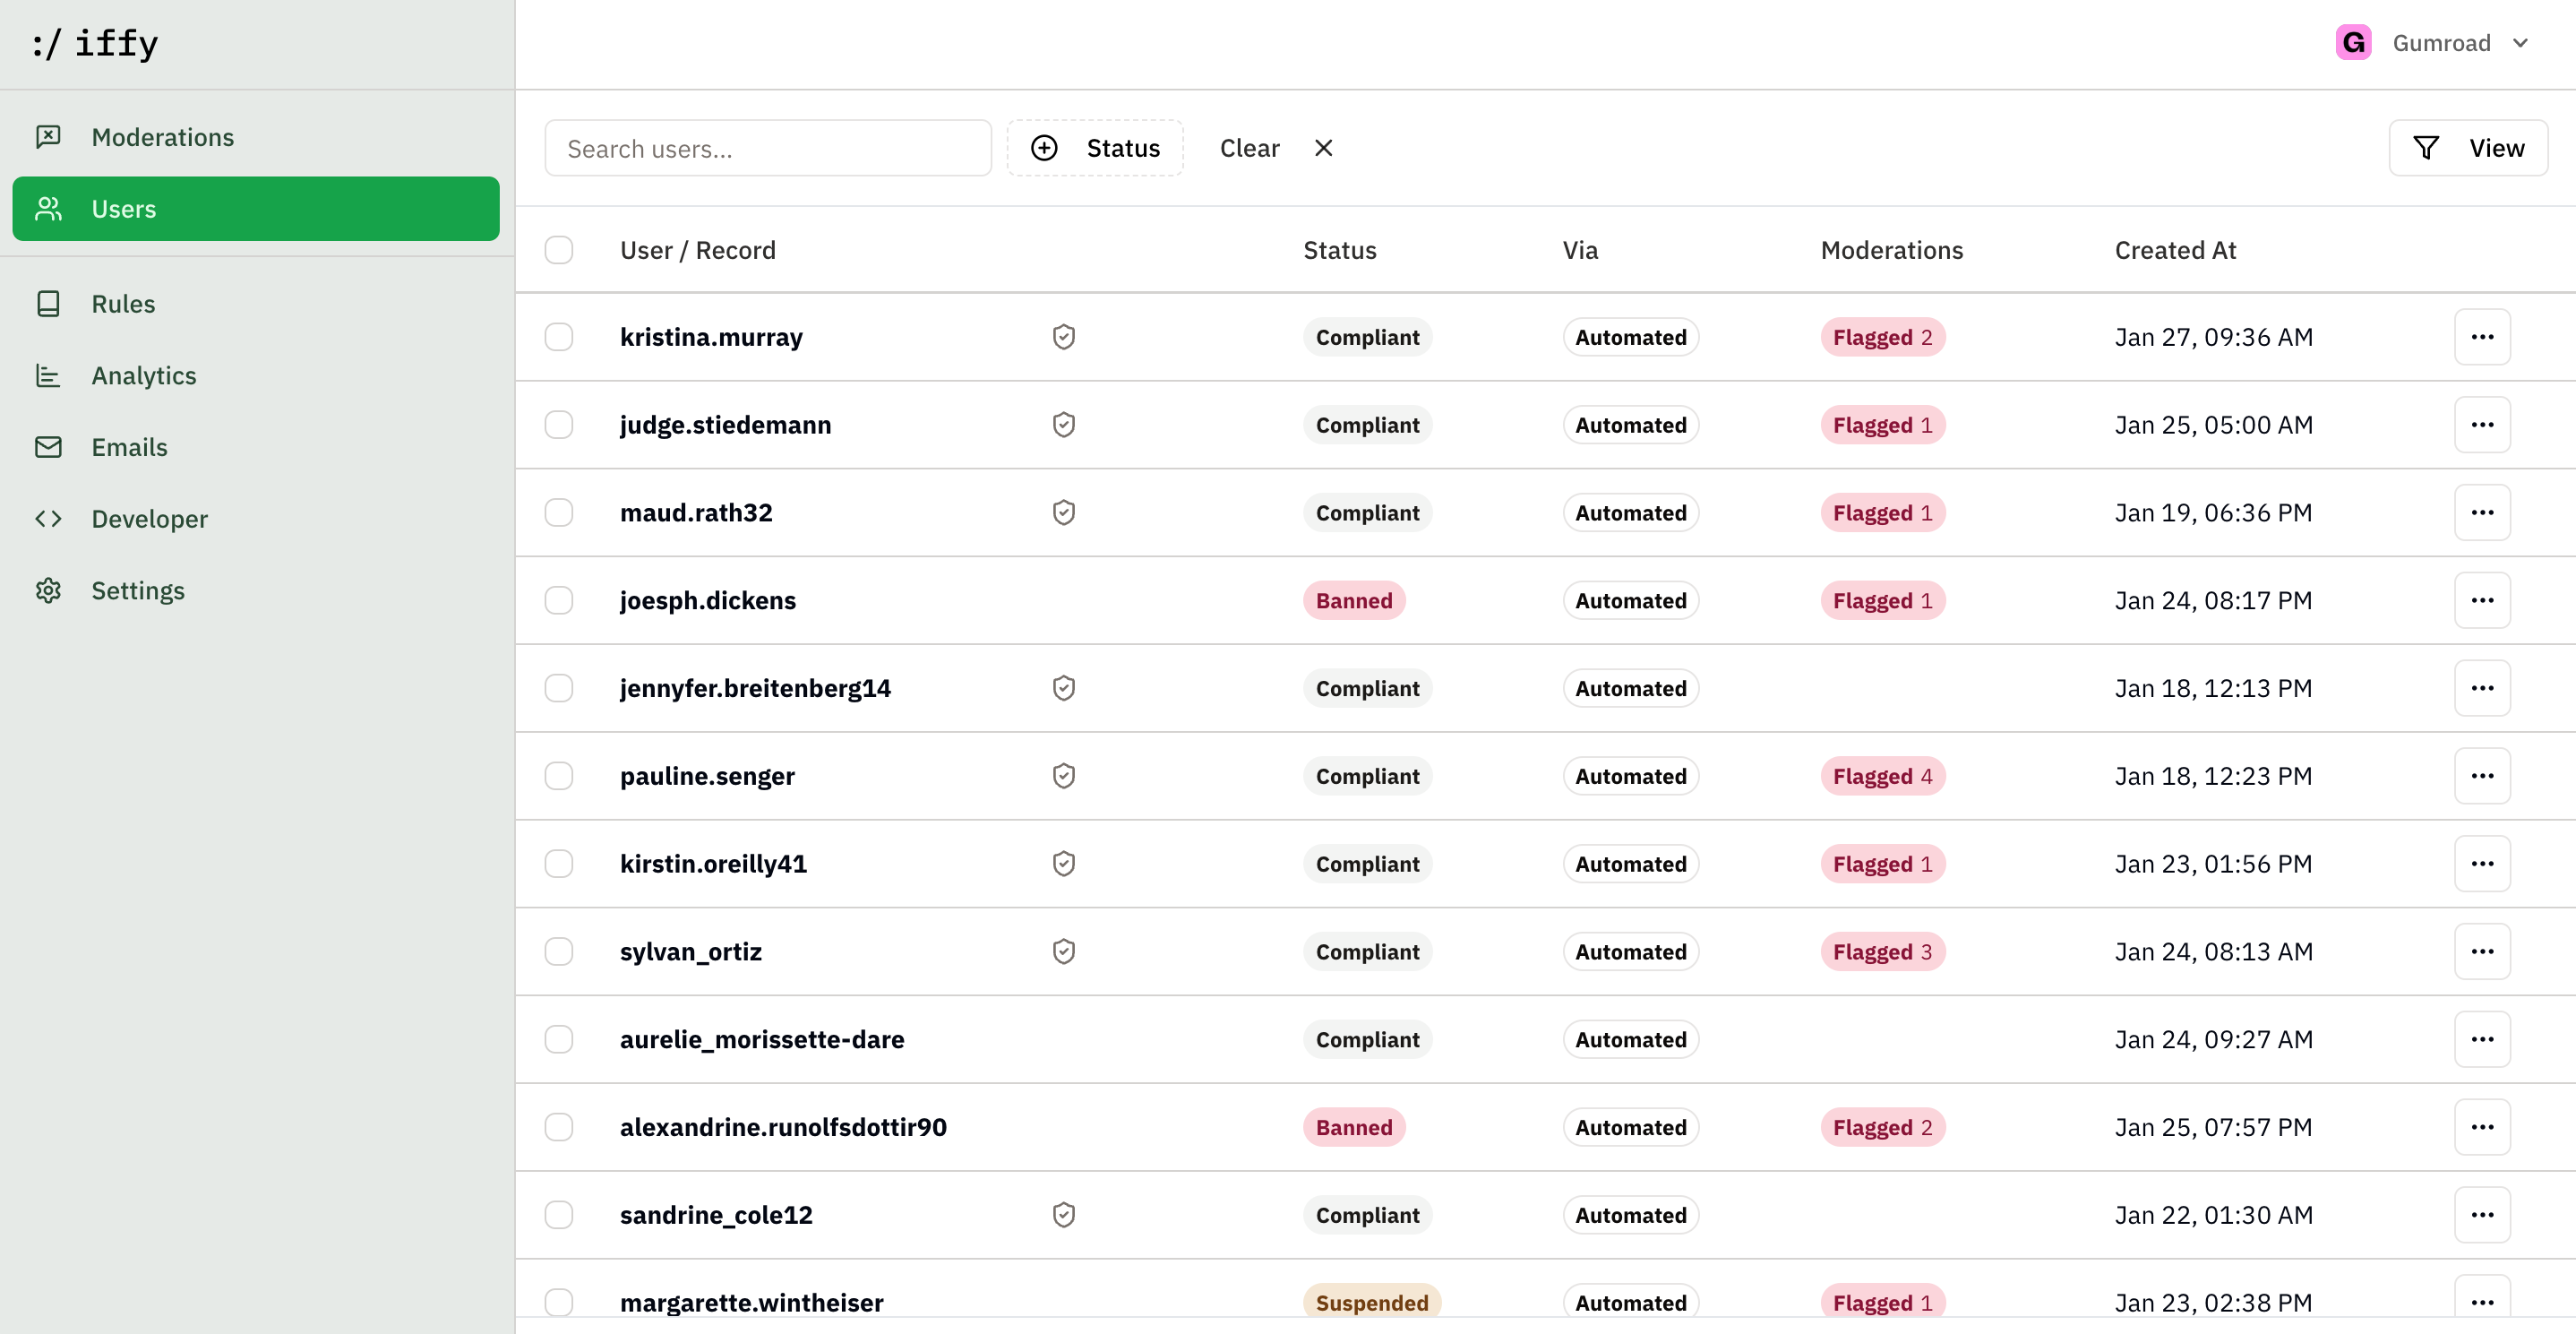 :/ iffy
Gumroad
Moderations
Users
Rules
Analytics
Emails
Developer
Settings
Search users... Status Clear View
User / Record Status Via Moderations Created At
kristina.murray Compliant Automated Flagged 2 Jan 27, 09:36 AM
judge.stiedemann Compliant Automated Flagged 1 Jan 25, 05:00 AM
maud.rath32 Compliant Automated Flagged 1 Jan 19, 06:36 PM
joesph.dickens Banned Automated Flagged 1 Jan 24, 08:17 PM
jennyfer.breitenberg14 Compliant Automated Jan 18, 12:13 PM
pauline.senger Compliant Automated Flagged 4 Jan 18, 12:23 PM
kirstin.oreilly41 Compliant Automated Flagged 1 Jan 23, 01:56 PM
sylvan_ortiz Compliant Automated Flagged 3 Jan 24, 08:13 AM
aurelie_morissette-dare Compliant Automated Jan 24, 09:27 AM
alexandrine.runolfsdottir90 Banned Automated Flagged 2 Jan 25, 07:57 PM
sandrine_cole12 Compliant Automated Jan 22, 01:30 AM
margarette.wintheiser Suspended Automated Flagged 1 Jan 23, 02:38 PM